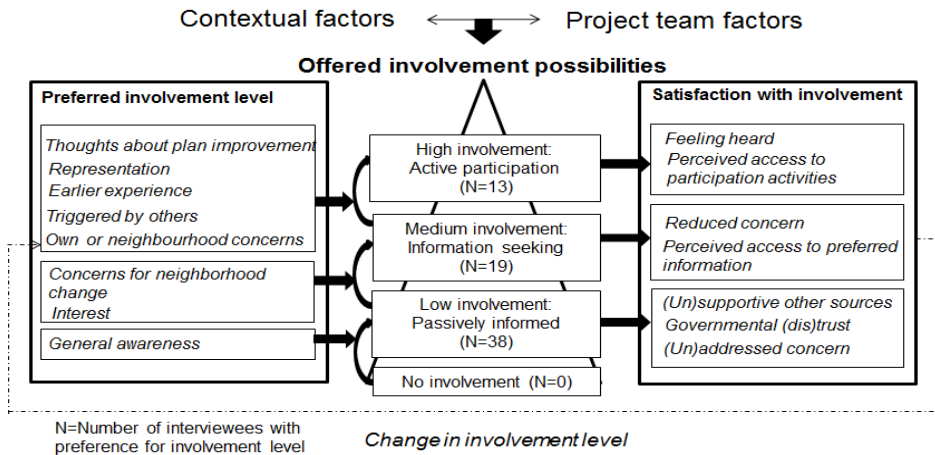 Contextual factors
Project team factors
Offered involvement possibilities
Preferred involvement level
Thoughts about plan improvement
Representation
Earlier experience
Triggered by others
Own or neighbourhood concerns
Concerns for neighborhood
change
Interest
General awareness
High involvement:
Active participation
(N=13)
Medium involvement:
Information seeking
(N=19)
Low involvement:
Passively informed
(N=38)
No involvement (N=0)
Satisfaction with involvement
Feeling heard
Perceived access to
participation activities
Reduced concern
Perceived access to preferred
information
(Un)supportive other sources
Governmental (dis)trust
(Un)addressed concern
N=Number of interviewees with
preference for involvement level
Change in involvement level